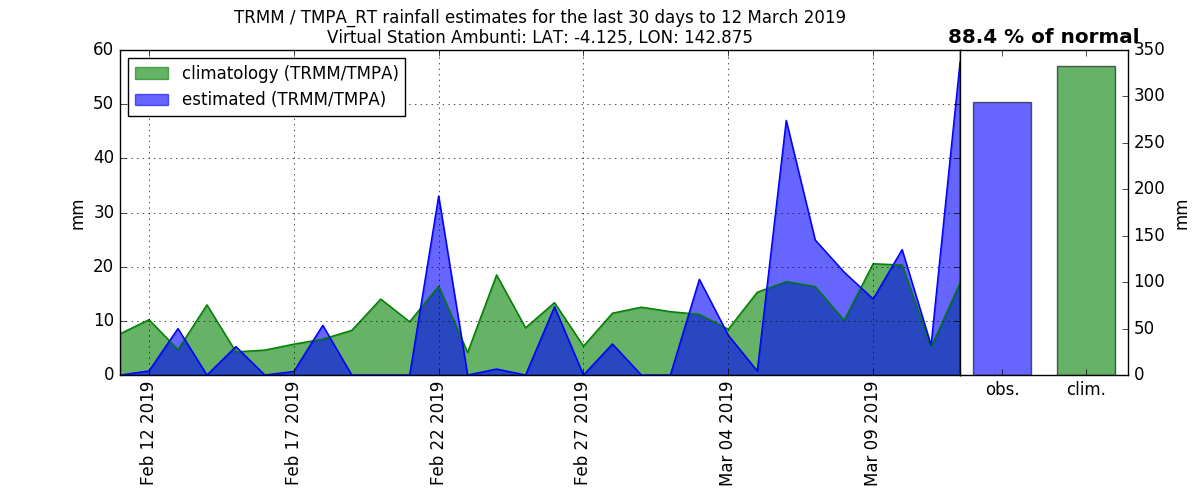 TRMM / TMPA_RT rainfall estimates for the last 30 days to 12 March 2019
Virtual Station Ambunti: LAT: -4.125, LON: 142.875
88.4 % of normal
climatology (TRMM/TMPA)
estimated (TRMM/TMPA)
mm
60
50
40
30
20
10
0
Feb 12 2019
Feb 17 2019
Feb 22 2019
Feb 27 2019
Mar 04 2019
Mar 09 2019
350
300
250
200
150
100
50
0
mm
obs.
clim.